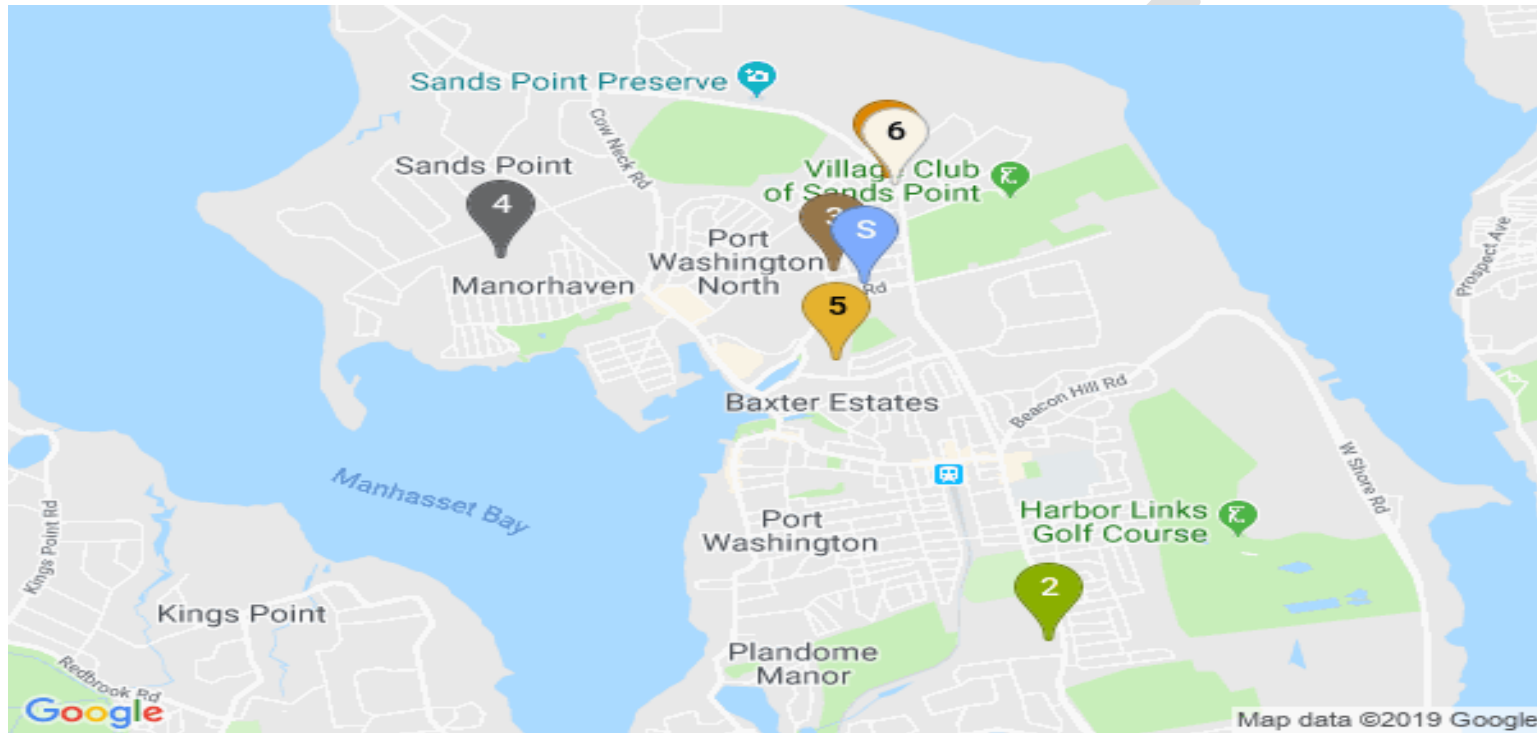 Sands Point Preserve
Cow Neck Rd
6
Sands Point
Village Club
of Sands Point
4
3
S
Port
Washington
North
Manorhaven
Rd
Prospect Ave
5
Baxter Estates
Beacon Hill Rd
Manhasset Bay
W Shore Rd
Kings Point Rd
Port
Washington
Harbor Links
Golf Course
2
Kings Point
Plandome
Manor
Redbrook Rd
Google
Map data ©2019 Google